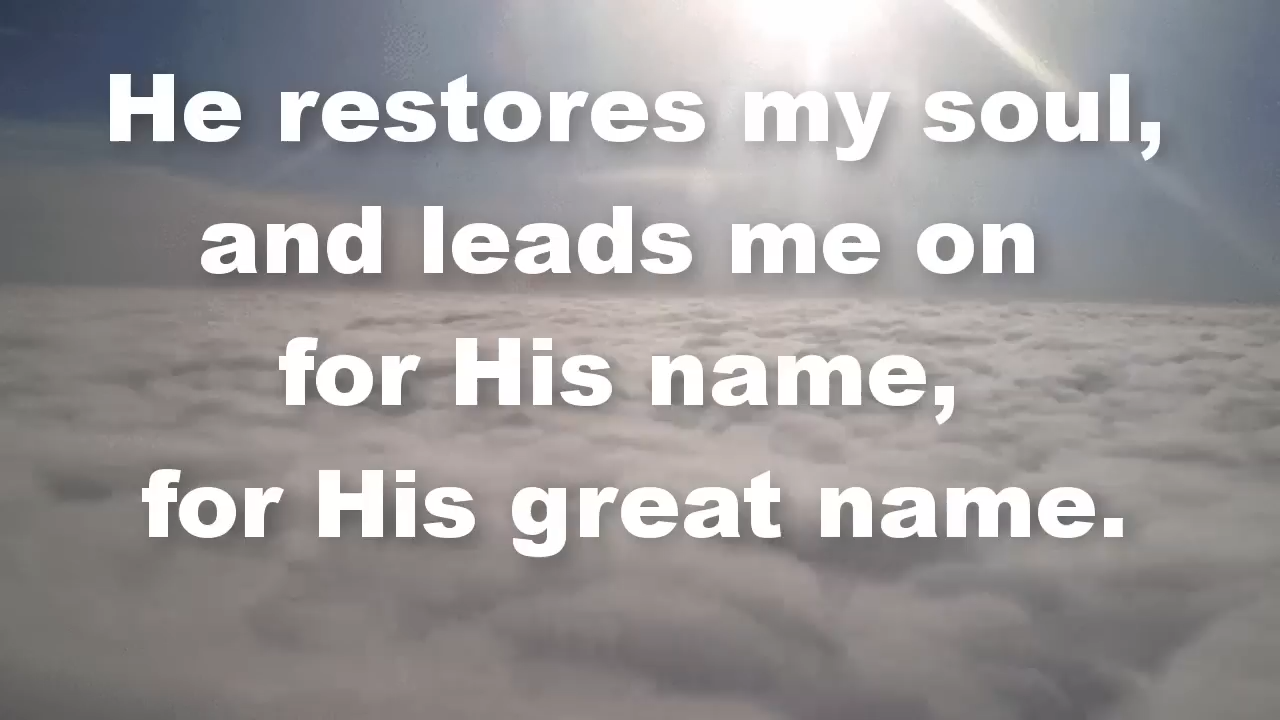 He restores my soul,
and leads me on
for His name,
for His great name.